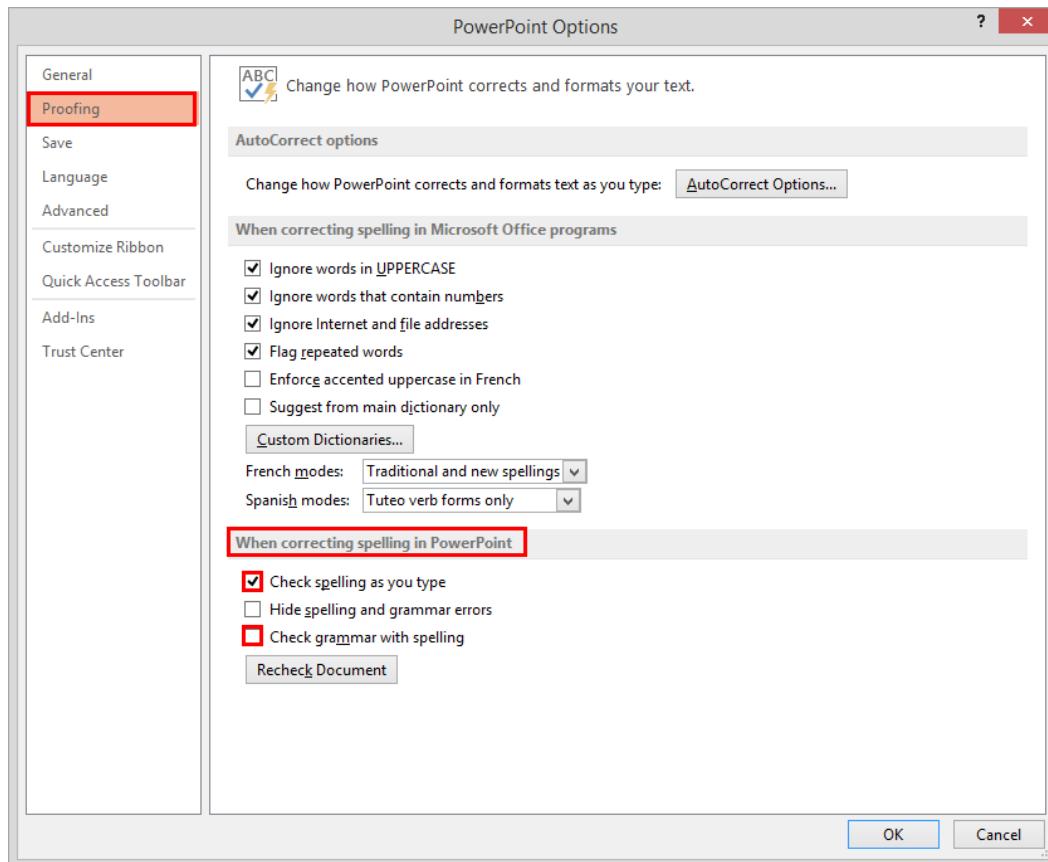 PowerPoint Options
?
General
Proofing
Save
Language
Advanced
Customize Ribbon
Quick Access Toolbar
Add-Ins
Trust Center
ABC
Change how PowerPoint corrects and formats your text.
AutoCorrect options
Change how PowerPoint corrects and formats text as you type: AutoCorrect Options...
When correcting spelling in Microsoft Office programs
Ignore words in UPPERCASE
Ignore words that contain numbers
Ignore Internet and file addresses
Flag repeated words
Enforce accented uppercase in French
Suggest from main dictionary only
Custom Dictionaries...
French modes: Traditional and new spellings
Spanish modes: Tuteo verb forms only
When correcting spelling in PowerPoint
Check spelling as you type
Hide spelling and grammar errors
Check grammar with spelling
Recheck Document
OK Cancel